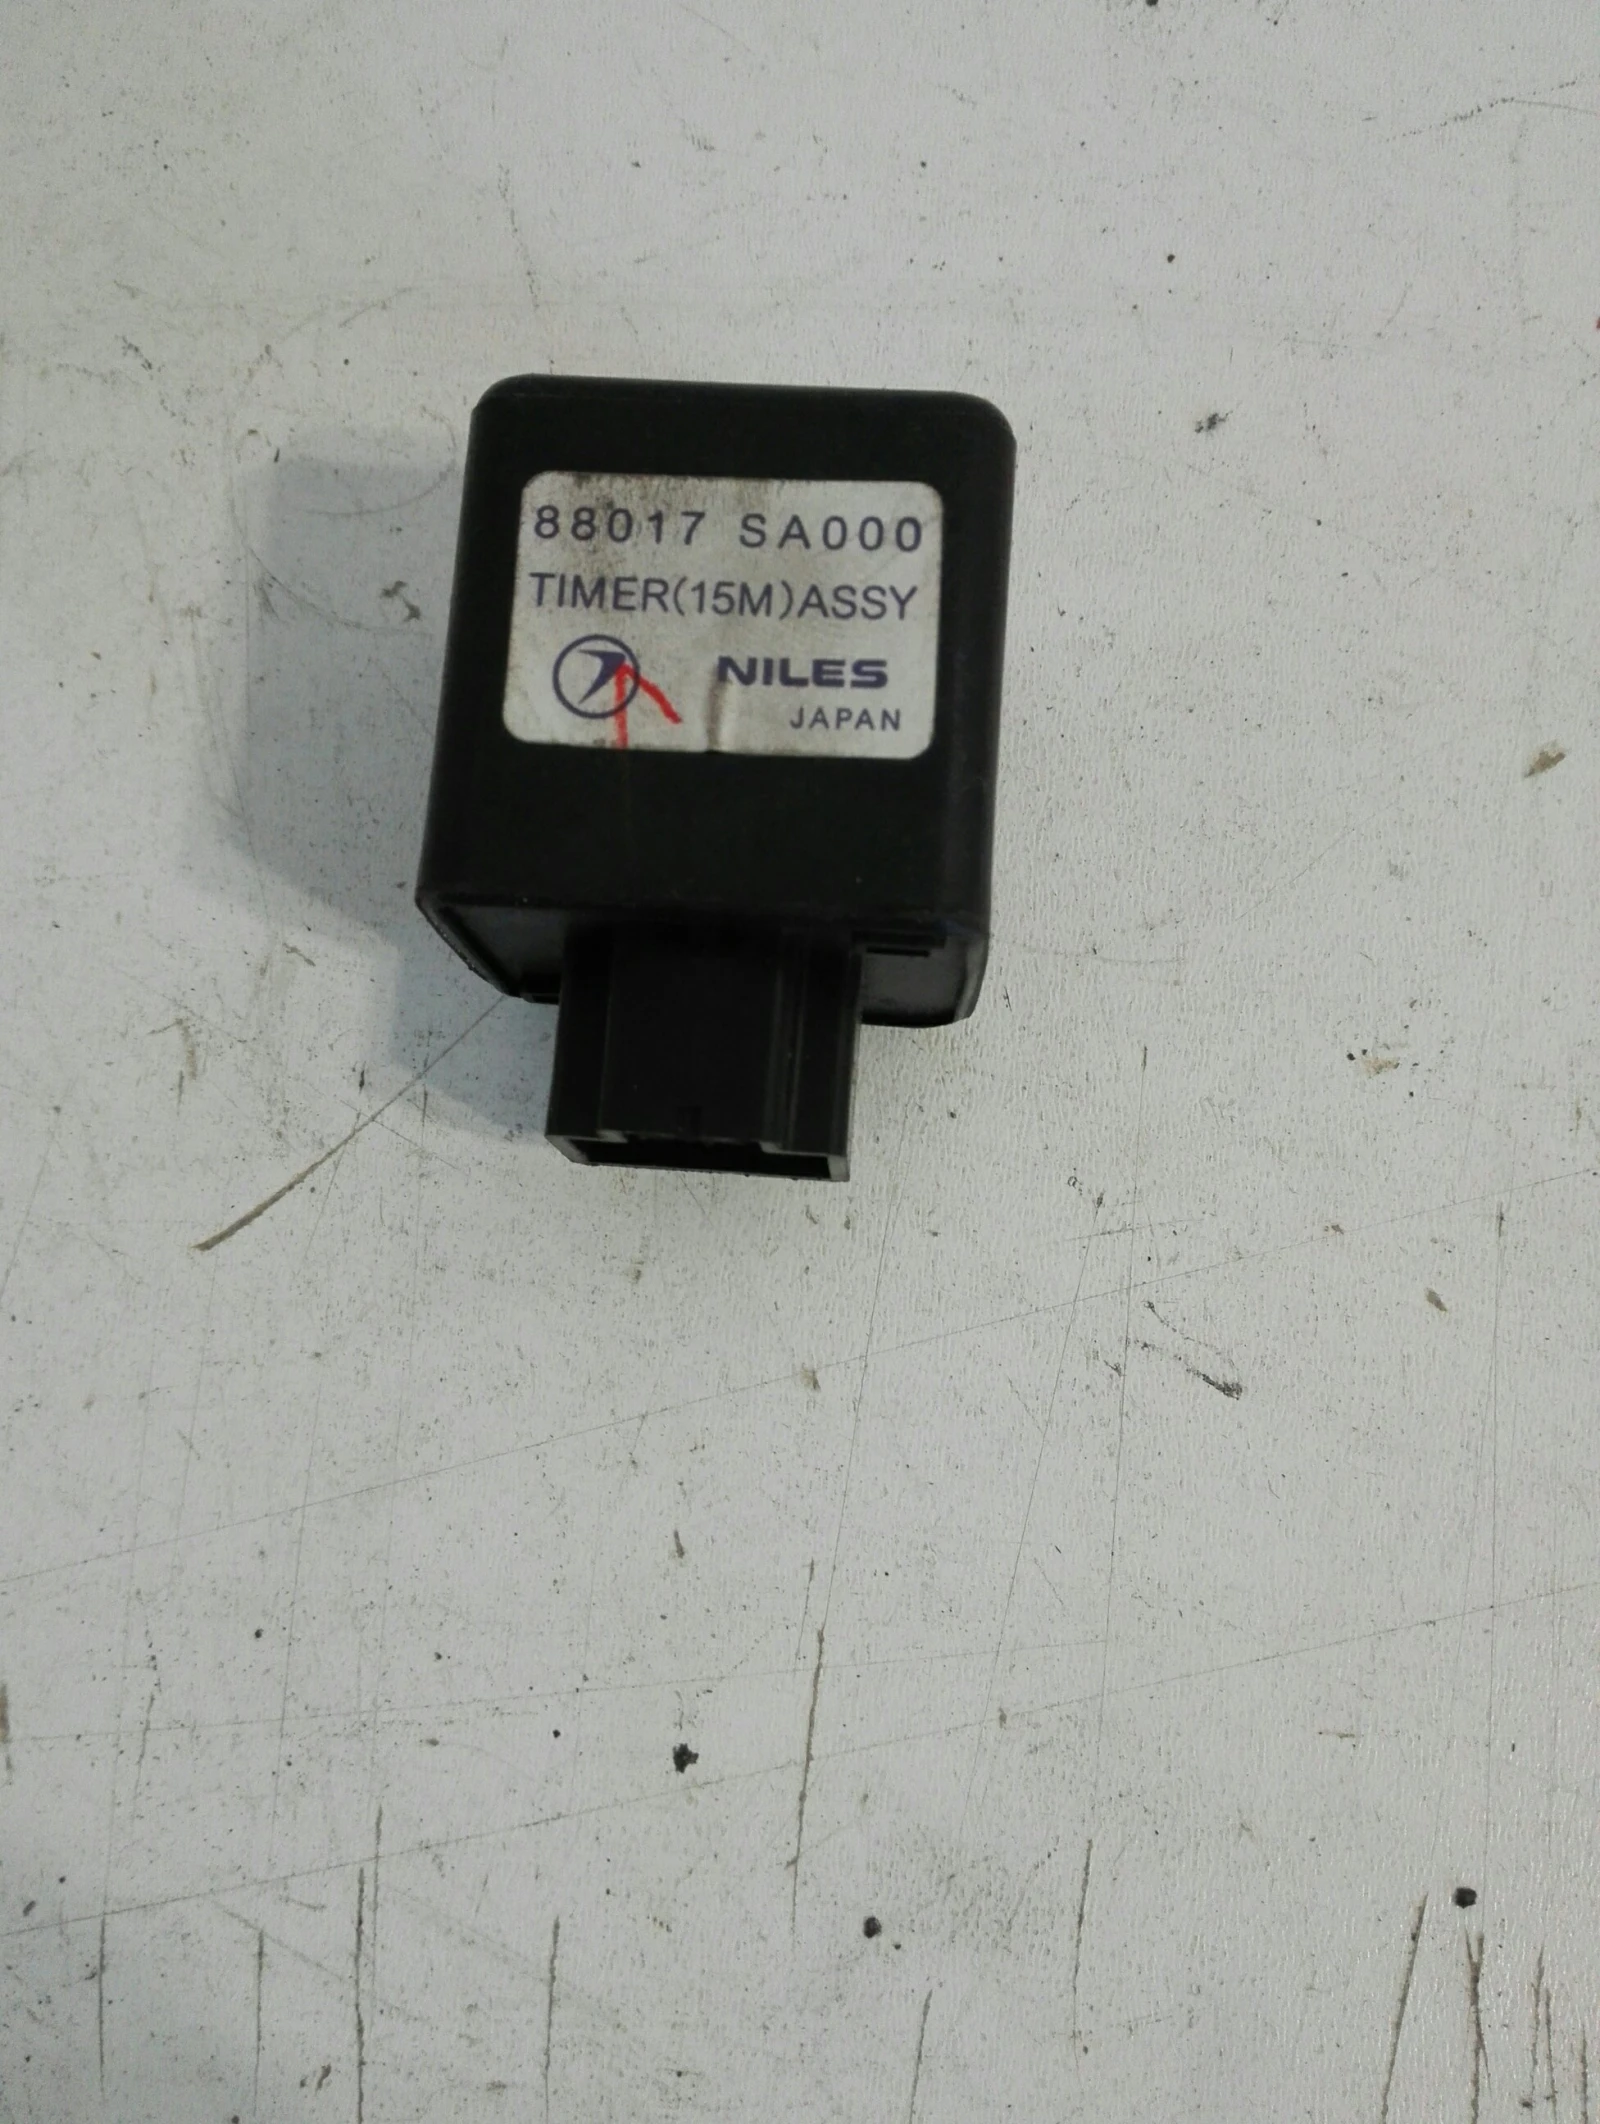 88017 SA000
TIMER(15M)ASSY
NILES
JAPAN